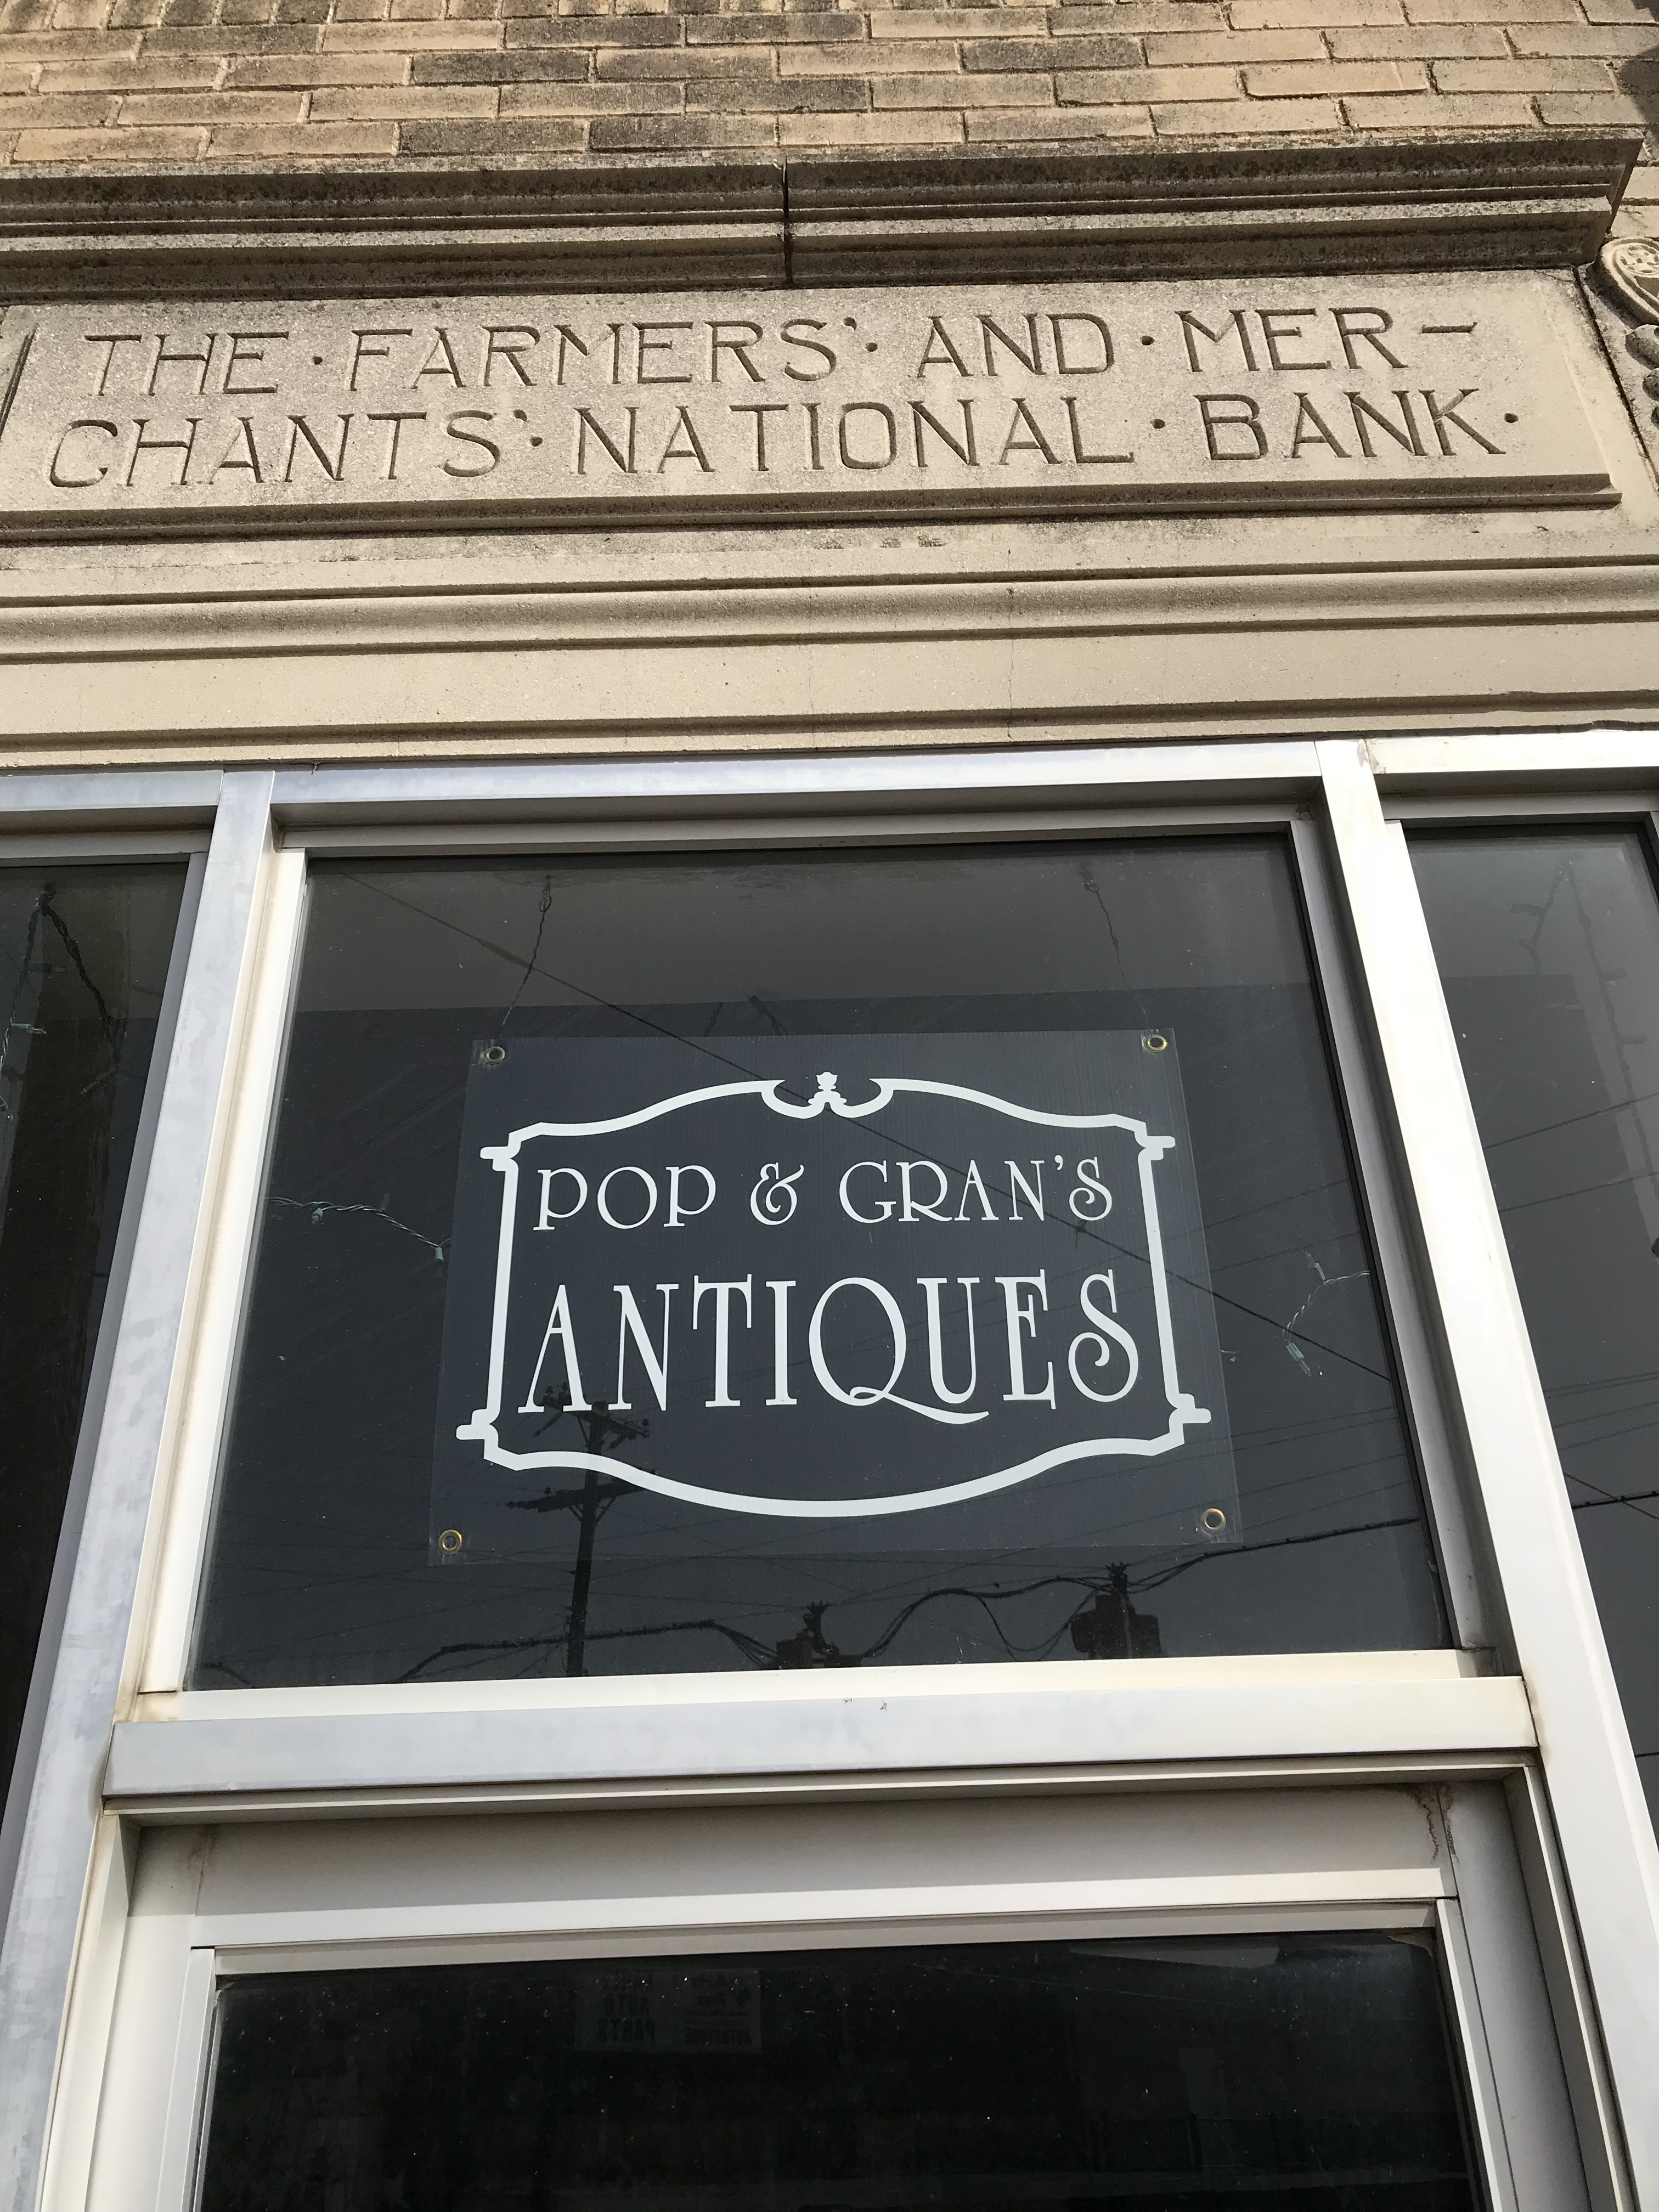 THE · FARMERS' · AND · MER-
CHANTS' · NATIONAL · BANK ·
POP & GRAN'S
ANTIQUES